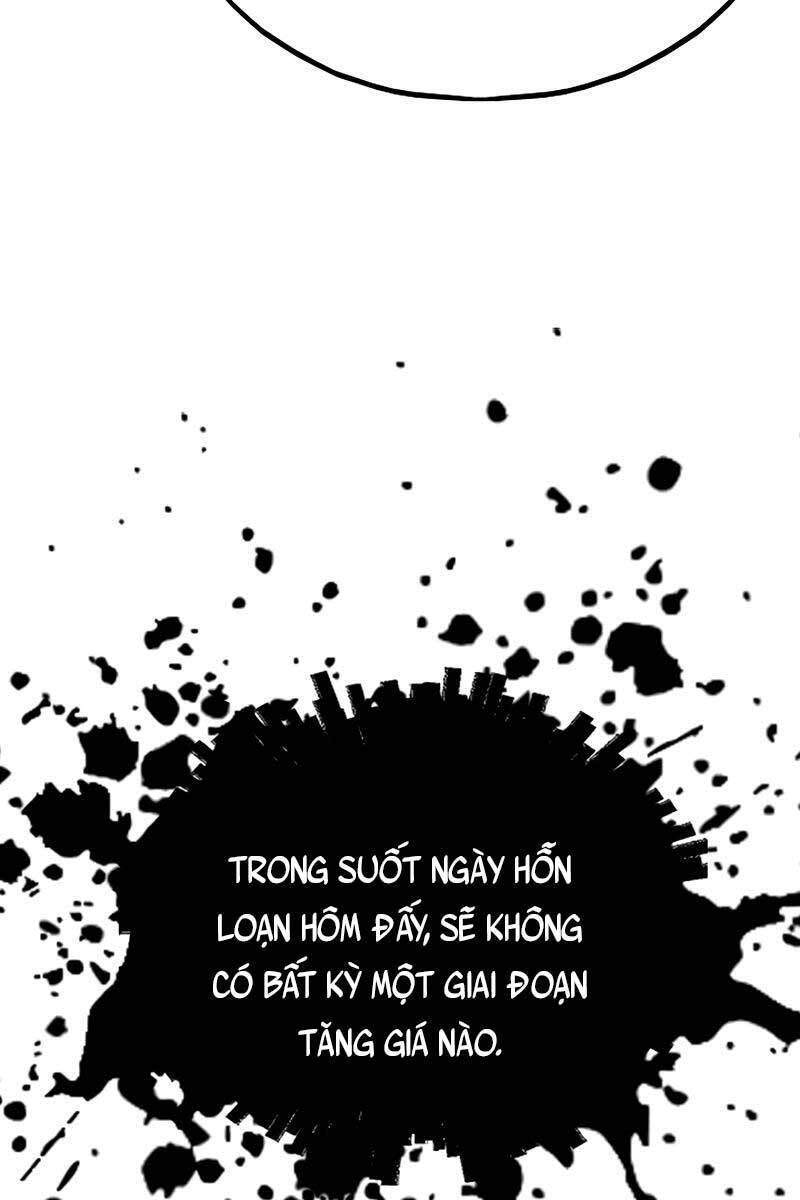 TRONG SUỐT NGÀY HỖN
LOẠN HÔM ĐẤY, SẼ KHÔNG
CÓ BẤT KỲ MỘT GIAI ĐOẠN
TĂNG GIÁ NÀO.